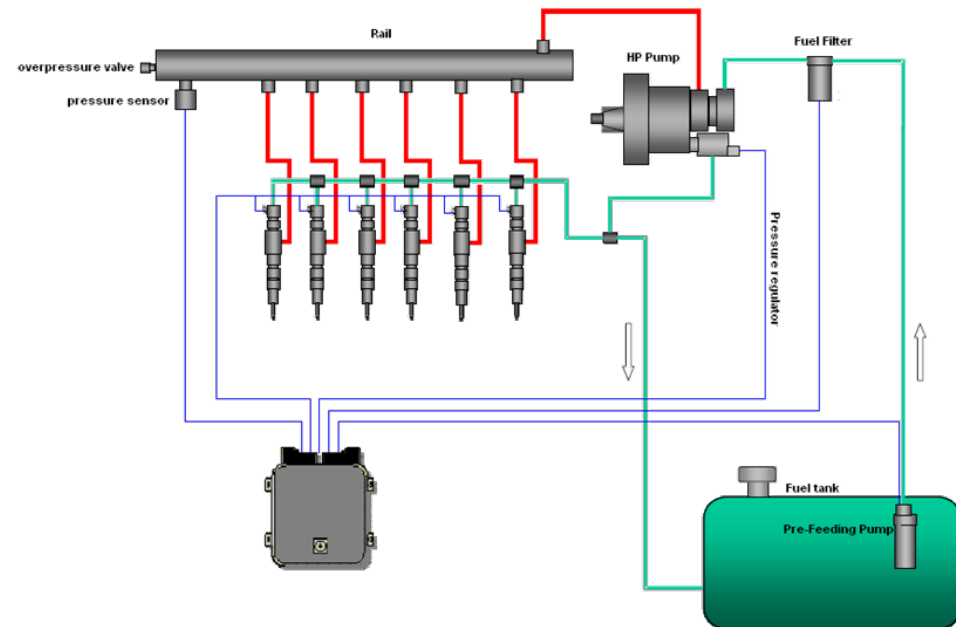 Rail
Fuel Filter
HP Pump
overpressure valve
pressure sensor
Pressure regulator
Fuel tank
Pre-Feeding Pump